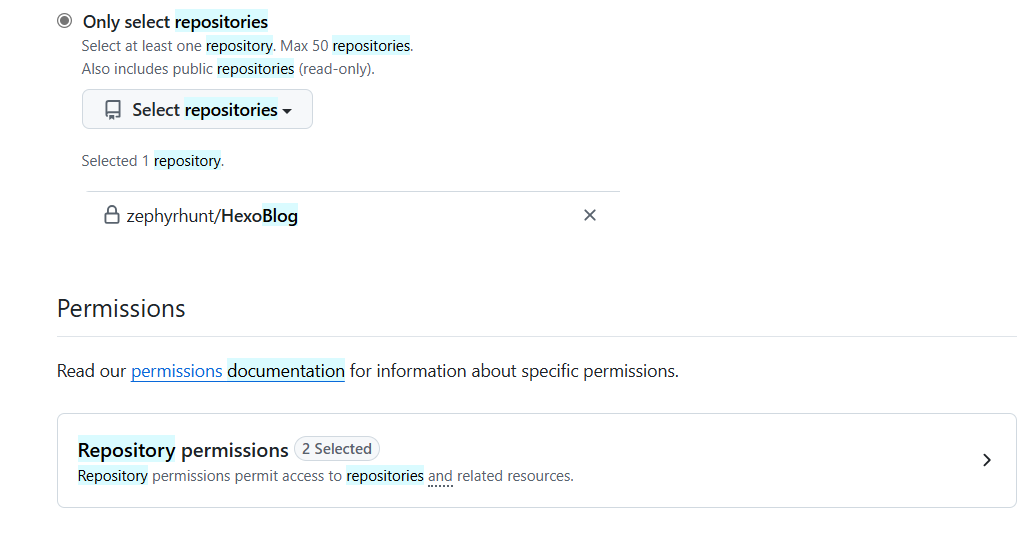 Only select repositories
Select at least one repository. Max 50 repositories.
Also includes public repositories (read-only).
Select repositories
Selected 1 repository.
zephyrhunt/HexoBlog
Permissions
Read our permissions documentation for information about specific permissions.
Repository permissions 2 Selected
Repository permissions permit access to repositories and related resources.